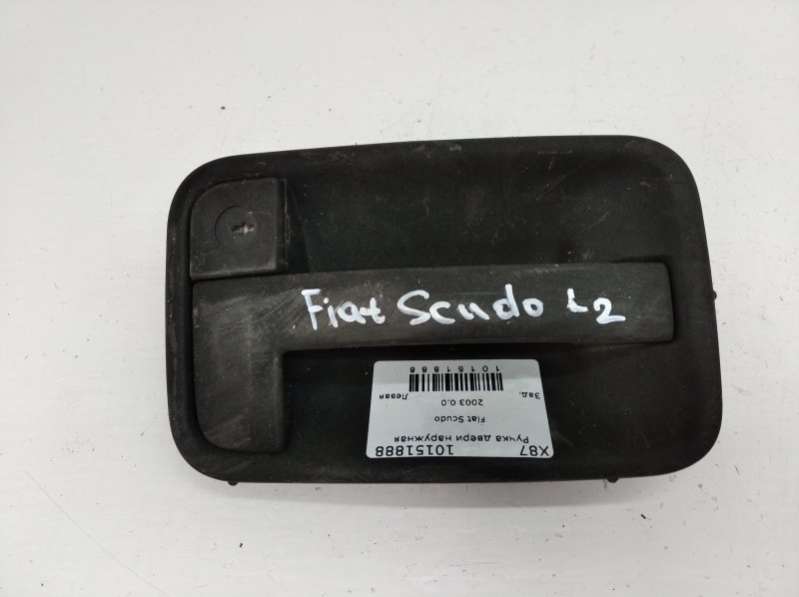 Fiat Scudo L2
X87 10151888
Ручка двери наружная
Fiat Scudo
2003 0.0
Зад. Левая
10151888